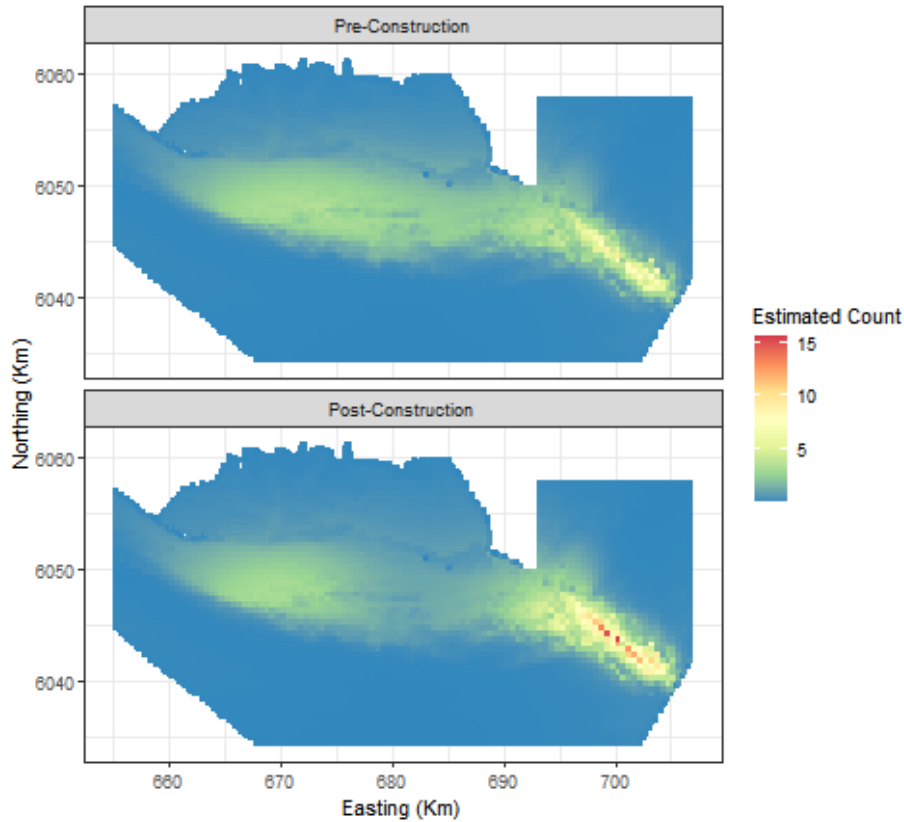 Pre-Construction
6060
6050
6040
Northing (Km)
Post-Construction
6060
6050
6040
660 670 680 690 700
Easting (Km)
Estimated Count
15
10
5